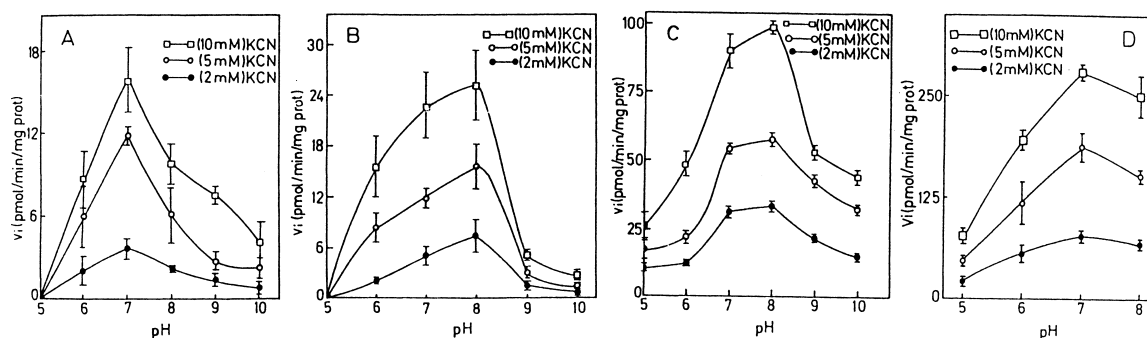 A
(10mM)KCN
(5mM)KCN
(2mM)KCN
18
12
6
0
vi(pmol/min/mg prot)
5 6 7 8 9 10
pH
B
(10mM)KCN
(5mM)KCN
(2mM)KCN
30
24
16
12
6
0
vi(pmol/min/mg prot)
5 6 7 8 9 10
pH
C
(10mM)KCN
(5mM)KCN
(2mM)KCN
100
75
50
25
0
vi(pmol/min/mg prot)
5 6 7 8 9 10
pH
D
(10mM)KCN
(5mM)KCN
(2mM)KCN
250
125
0
Vi(pmol/min/mg prot)
5 6 7 8
pH